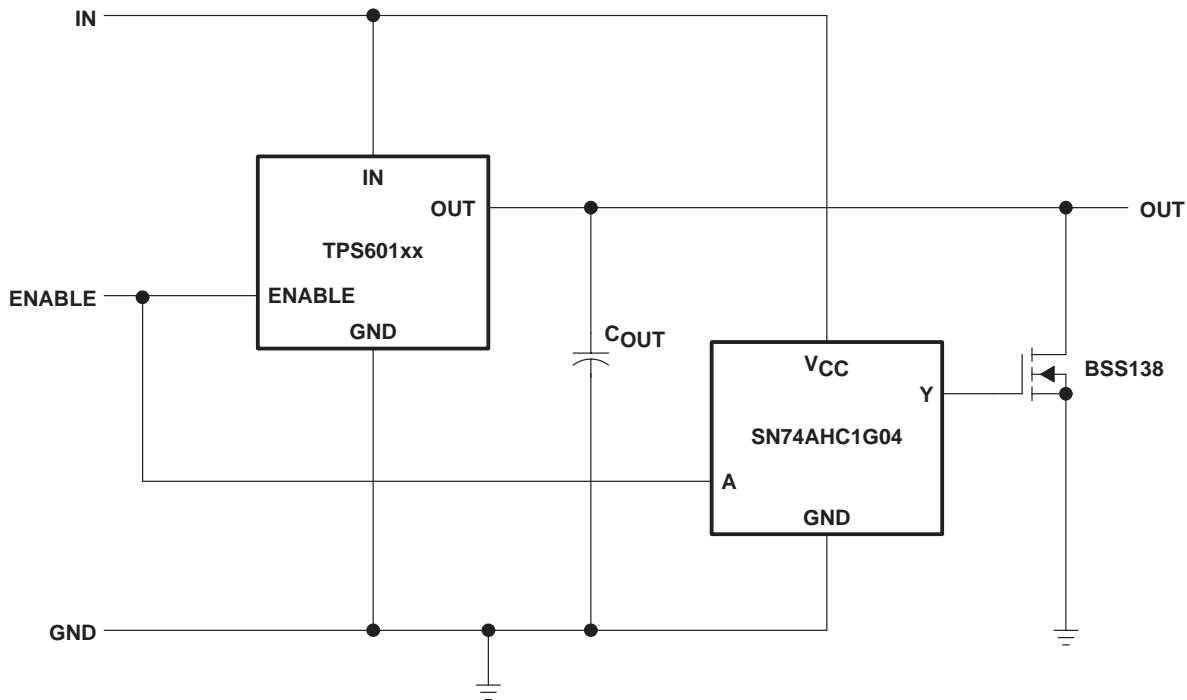 IN
IN
OUT
OUT
TPS601xx
ENABLE
ENABLE
GND
COUT
VCC
BSS138
Y
SN74AHC1G04
A
GND
GND